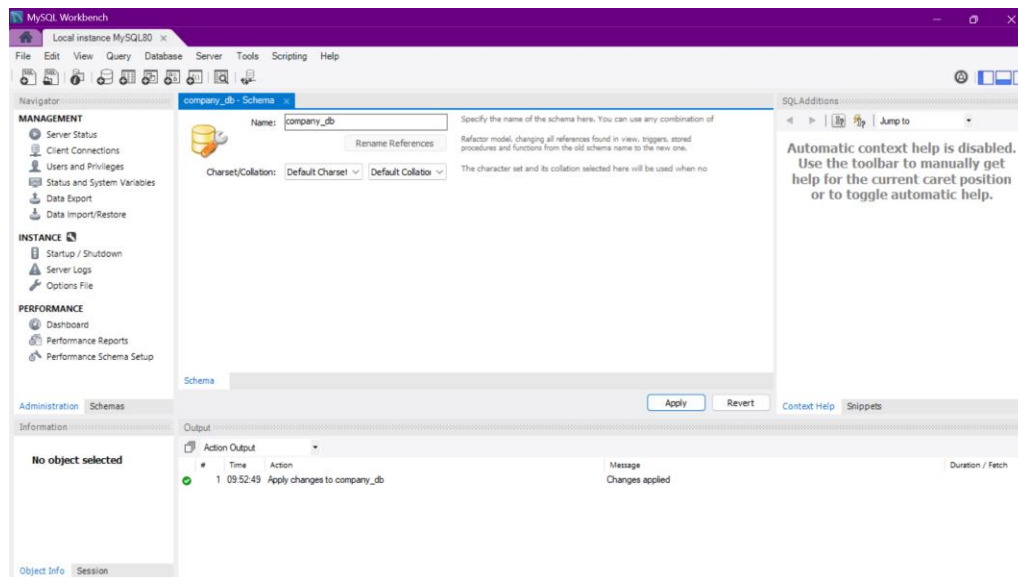 MySQL Workbench
Local instance MySQL80
File Edit View Query Database Server Tools Scripting Help
Navigator
MANAGEMENT
Server Status
Client Connections
Users and Privileges
Status and System Variables
Data Export
Data Import/Restore
INSTANCE
Startup / Shutdown
Server Logs
Options File
PERFORMANCE
Dashboard
Performance Reports
Performance Schema Setup
Administration Schemas
company_db - Schema
Name: company_db
Specify the name of the schema here. You can use any combination of
Rename References
Refactor model, changing all references found in view, triggers, stored
procedures and functions from the old schema name to the new one.
Charset/Collation: Default Charset Default Collation
The character set and its collation selected here will be used when no
Schema
Apply Revert
SQLAdditions
Jump to
Automatic context help is disabled.
Use the toolbar to manually get
help for the current caret position
or to toggle automatic help.
Context Help Snippets
Information
No object selected
Object Info Session
Output
Action Output
# Time Action Message Duration / Fetch
1 09:52:49 Apply changes to company_db Changes applied